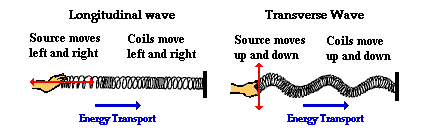 Longitudinal wave
Source moves
left and right
Coils move
left and right
Energy Transport
Transverse Wave
Source moves
up and down
Coils move
up and down
Energy Transport